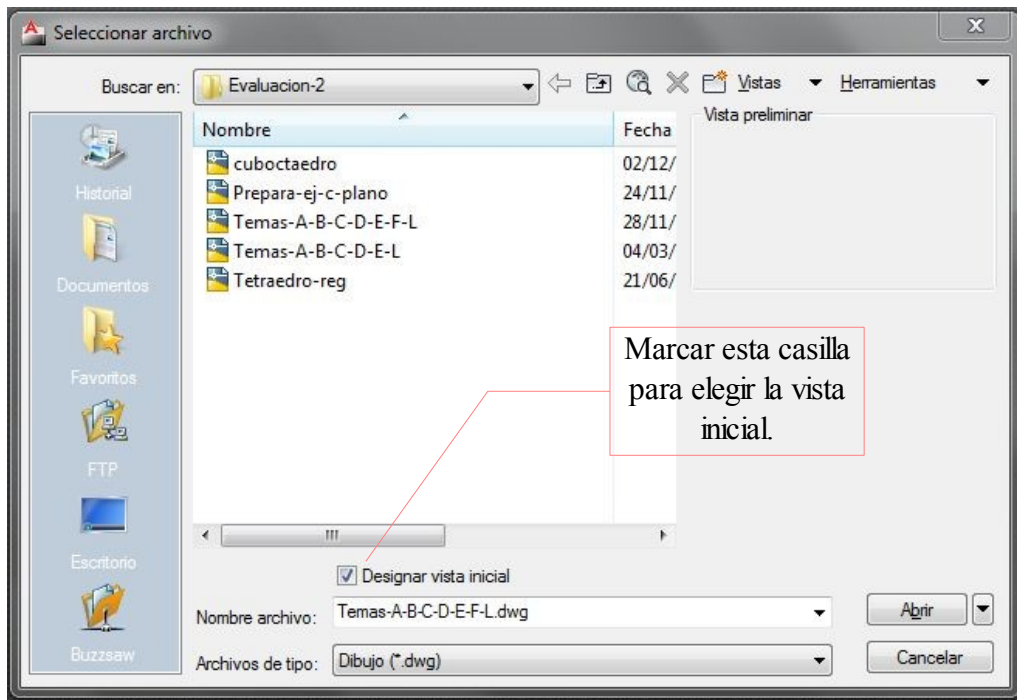 Seleccionar archivo
Buscar en:
Evaluacion-2
Vistas
Herramientas
Historial
Documentos
Favoritos
FTP
Escritorio
Buzzsaw
Nombre
Fecha
cuboctaedro
02/12/
Prepara-ej-c-plano
24/11/
Temas-A-B-C-D-E-F-L
28/11/
Temas-A-B-C-D-E-L
04/03/
Tetraedro-reg
21/06/
Vista preliminar
Marcar esta casilla
para elegir la vista
inicial.
Designar vista inicial
Nombre archivo:
Temas-A-B-C-D-E-F-L.dwg
Abrir
Archivos de tipo:
Dibujo (*.dwg)
Cancelar